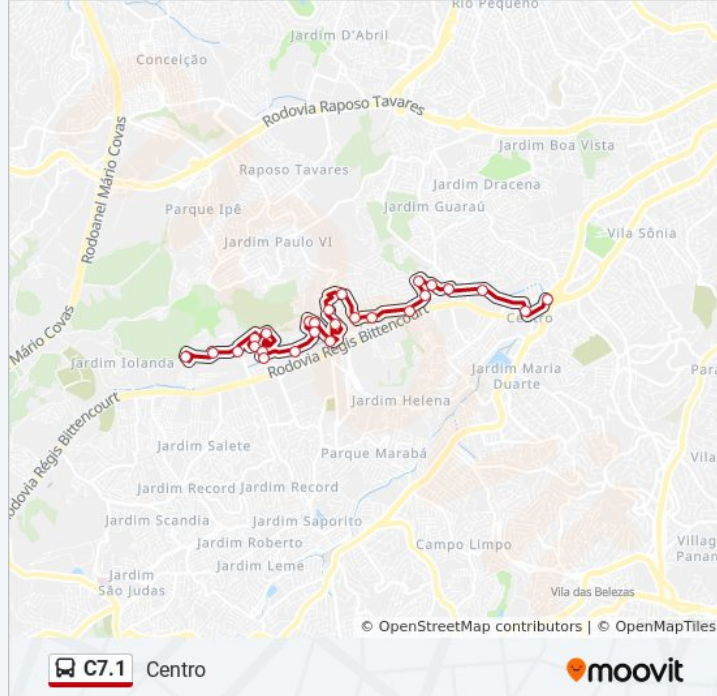 Rio Pequeno
Jardim D'Abril
Conceição
Rodovia Raposo Tavares
Jardim Boa Vista
Raposo Tavares
Jardim Dracena
Parque Ipê
Jardim Guaraú
Rodoanel Mário Covas
Vila Sônia
Jardim Paulo VI
Mário Covas
Centro
Rodovia Régis Bittencourt
Jardim Iolanda
Jardim Maria
Duarte
Jardim Helena
Rodovia Régis Bittencourt
Jardim Salete
Parque Marabá
Vila
Jardim Record
Jardim Record
Jardim Scandia
Jardim Saporito
Jardim Roberto
Campo Limpo
Villag
Panam
Jardim Leme
Jardim
São Judas
Vila das Belezas
© OpenStreetMap contributors | © OpenMapTiles
C7.1 Centro
moovit